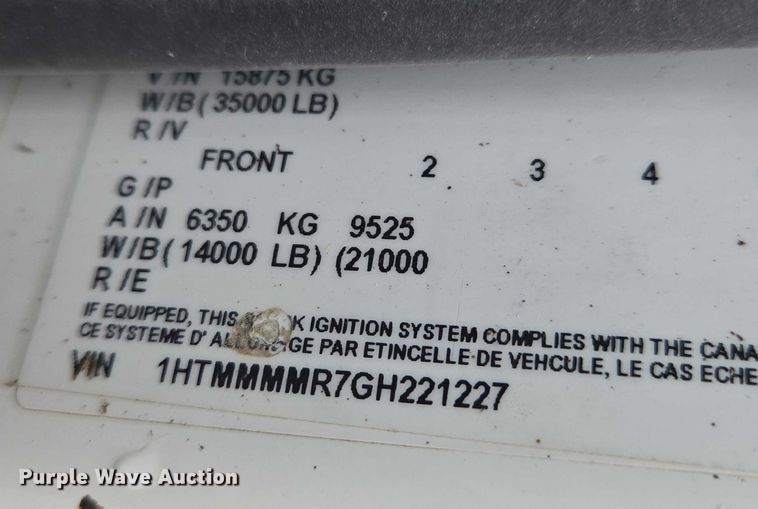 V /N 15875 KG
W/B( 35000 LB)
R /V
FRONT 2 3 4
G /P
A /N 6350 KG 9525
W/B( 14000 LB) (21000
R /E
IF EQUIPPED, THIS K IGNITION SYSTEM COMPLIES WITH THE CANA
CE SYSTEME D' GE PAR ETINCELLE DE VEHCULE, LE CAS ECHE
VIN 1HTMMMMR7GH221227
Purple Wave Auction